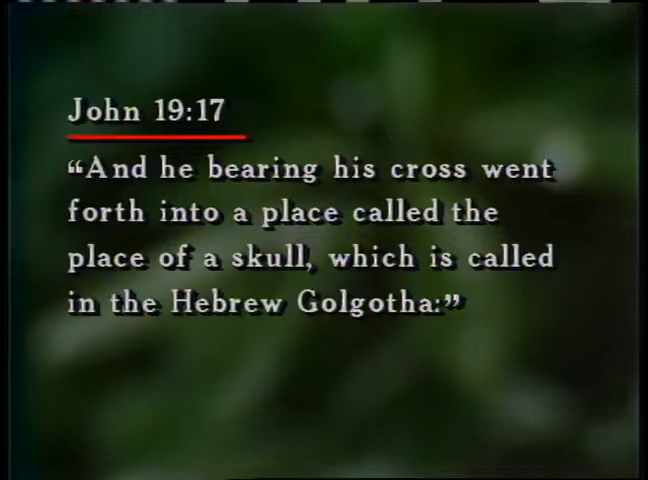 John 19:17
“And he bearing his cross went
forth into a place called the
place of a skull, which is called
in the Hebrew Golgotha:”